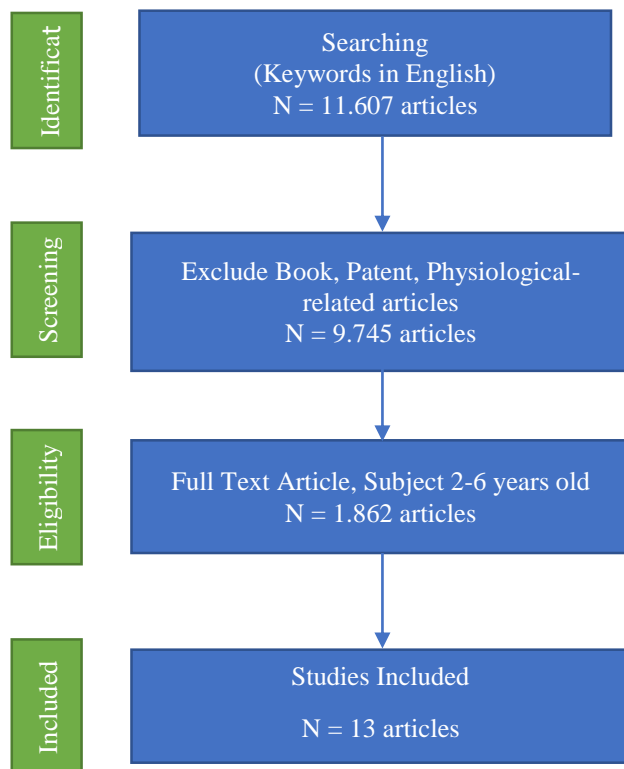 Identificat
Searching
(Keywords in English)
N = 11.607 articles
Screening
Exclude Book, Patent, Physiological-
related articles
N = 9.745 articles
Eligibility
Full Text Article, Subject 2-6 years old
N = 1.862 articles
Included
Studies Included
N = 13 articles